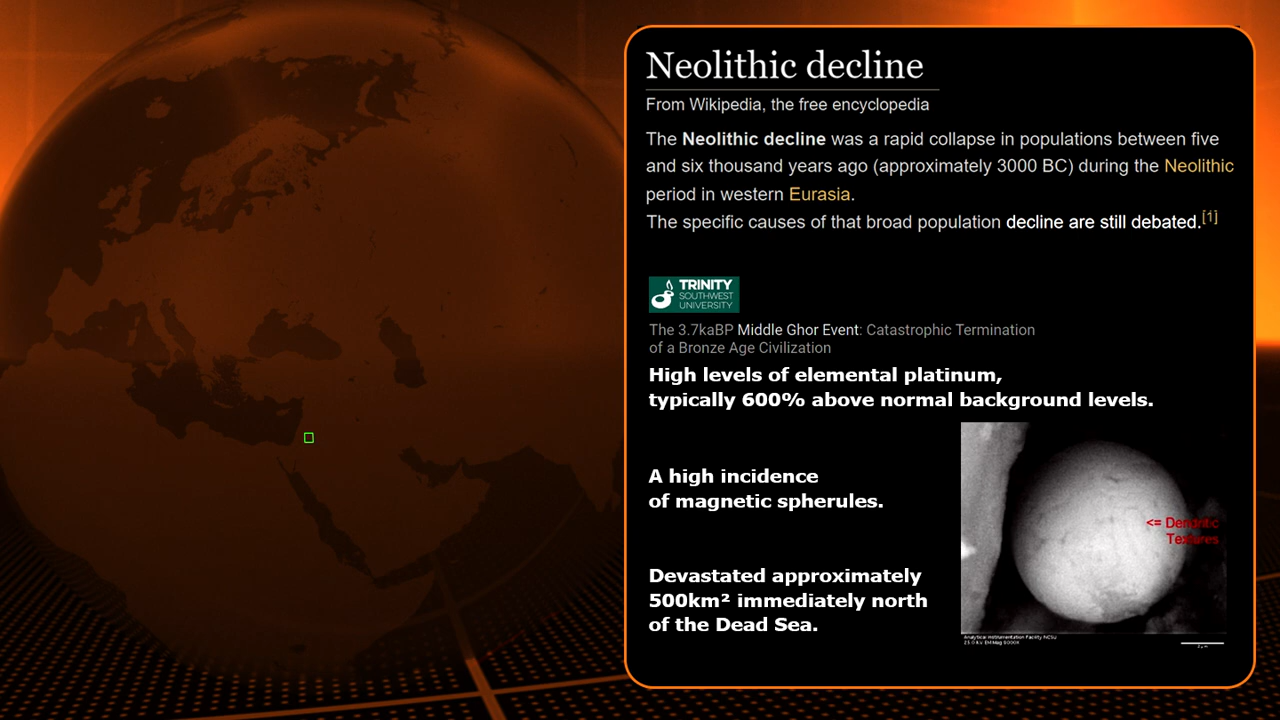 Neolithic decline
From Wikipedia, the free encyclopedia
The Neolithic decline was a rapid collapse in populations between five
and six thousand years ago (approximately 3000 BC) during the Neolithic
period in western Eurasia.
The specific causes of that broad population decline are still debated.[1]
TRINITY
SOUTHWEST
UNIVERSITY
The 3.7kaBP Middle Ghor Event: Catastrophic Termination
of a Bronze Age Civilization
High levels of elemental platinum,
typically 600% above normal background levels.
A high incidence
of magnetic spherules.
<= Dendritic
Textures
Devastated approximately
500km² immediately north
of the Dead Sea.
Analytical Instrumentation Facility NCSU